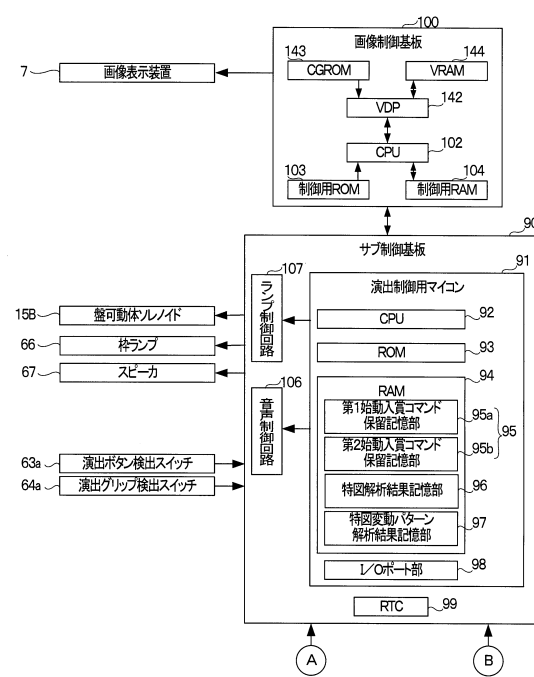 100
画像制御基板
143
CGROM
144
VRAM
7
画像表示装置
VDP
142
CPU
102
103
制御用ROM
104
制御用RAM
90
サブ制御基板
107
ランプ制御回路
91
演出制御用マイコン
15B
盤可動体ソレノイド
CPU
92
66
枠ランプ
ROM
93
67
スピーカ
94
RAM
106
音声制御回路
第1始動入賞コマンド
保留記憶部
95a
95
第2始動入賞コマンド
保留記憶部
95b
63a
演出ボタン検出スイッチ
64a
演出グリップ検出スイッチ
特図解析結果記憶部
96
特図変動パターン
解析結果記憶部
97
I/Oポート部
98
RTC
99
A
B